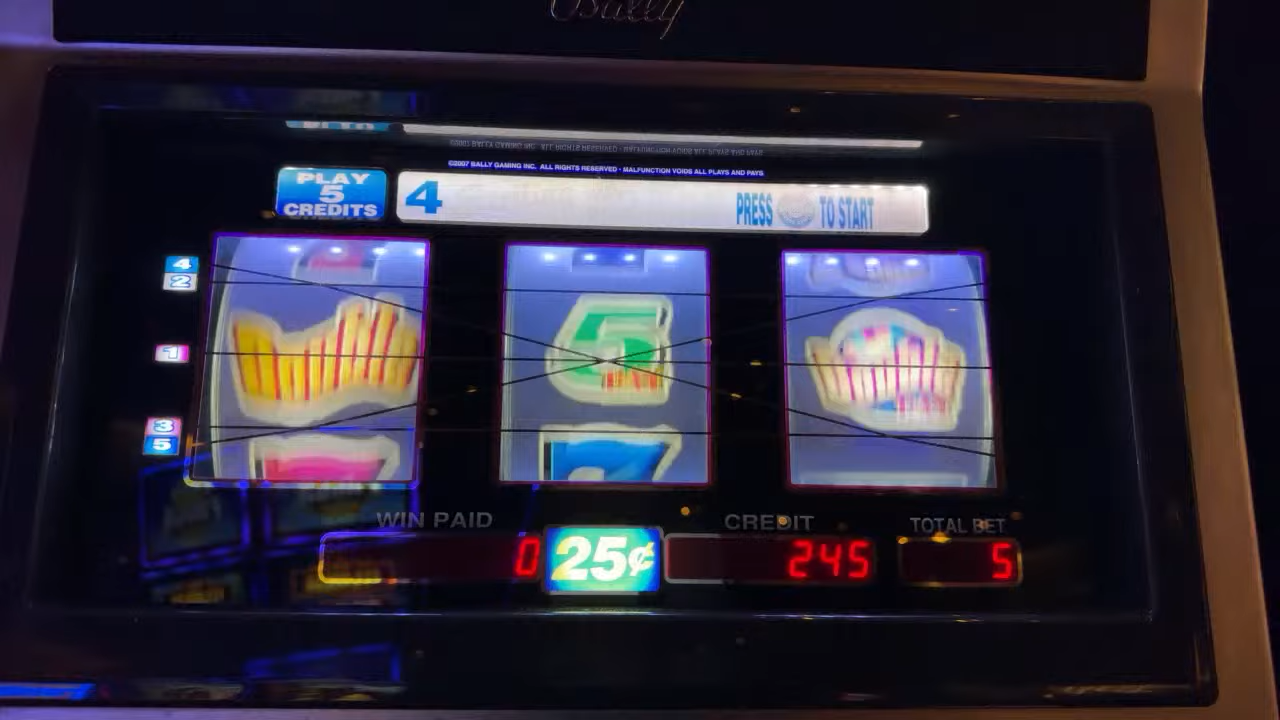 Bally
©2007 BALLY GAMING INC. ALL RIGHTS RESERVED - MALFUNCTION VOIDS ALL PLAYS AND PAYS
PLAY
5
CREDITS
4
PRESS TO START
4
2
1
3
5
5
WIN PAID
CREDIT
TOTAL BET
0
25¢
245
5